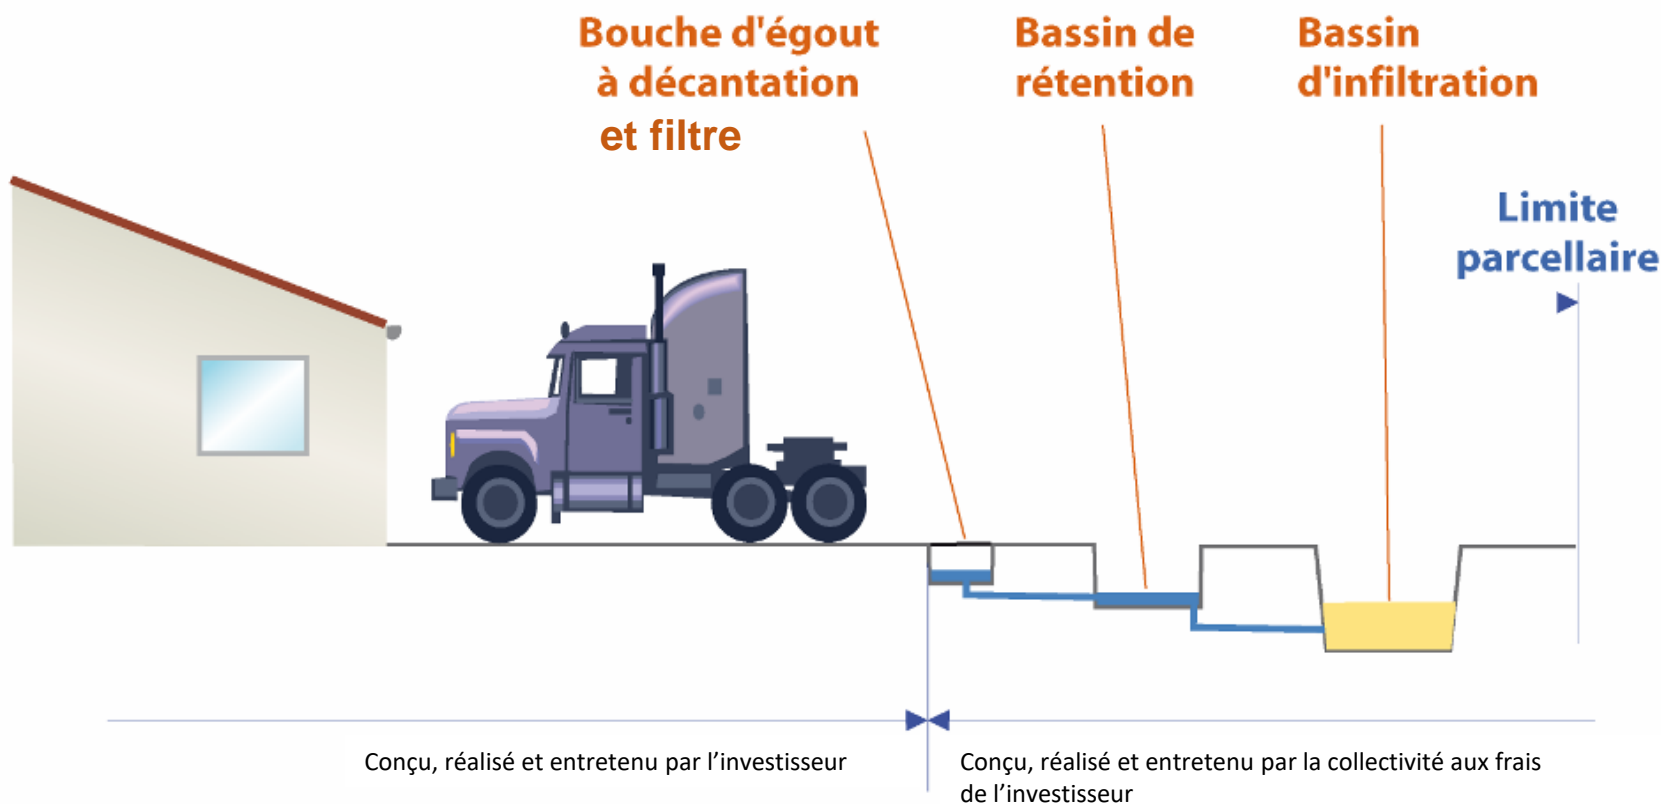 Bouche d'égout
à décantation
et filtre
Bassin de
rétention
Bassin
d'infiltration
Limite
parcellaire
Conçu, réalisé et entretenu par l’investisseur
Conçu, réalisé et entretenu par la collectivité aux frais
de l’investisseur